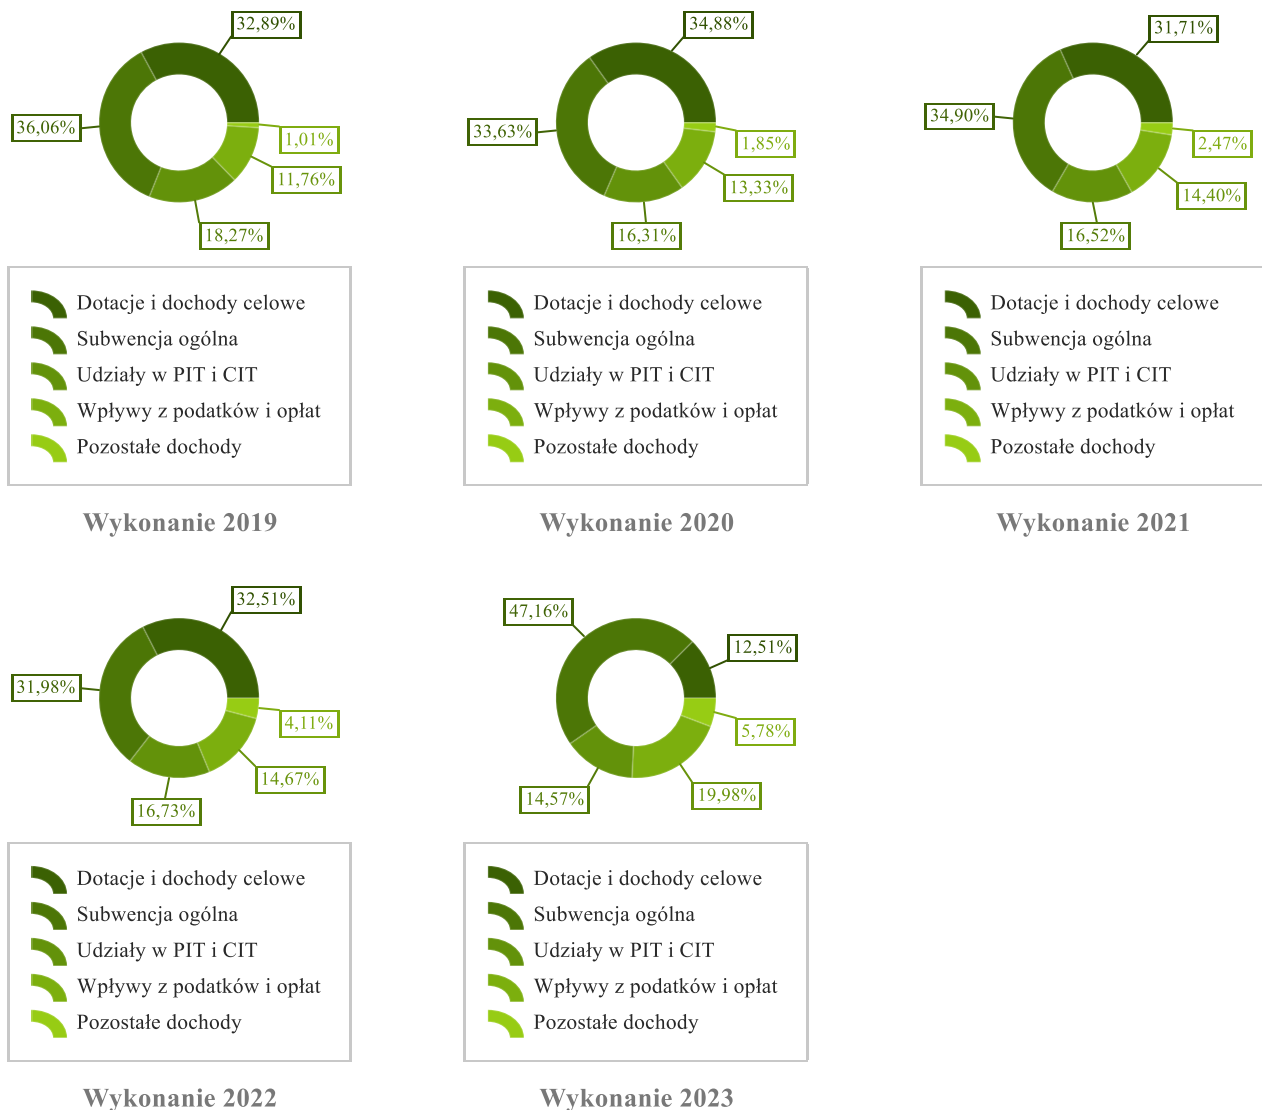 32,89%
36,06%
1,01%
11,76%
18,27%
Dotacje i dochody celowe
Subwencja ogólna
Udziały w PIT i CIT
Wpływy z podatków i opłat
Pozostałe dochody
Wykonanie 2019
34,88%
33,63%
1,85%
13,33%
16,31%
Dotacje i dochody celowe
Subwencja ogólna
Udziały w PIT i CIT
Wpływy z podatków i opłat
Pozostałe dochody
Wykonanie 2020
31,71%
34,90%
2,47%
14,40%
16,52%
Dotacje i dochody celowe
Subwencja ogólna
Udziały w PIT i CIT
Wpływy z podatków i opłat
Pozostałe dochody
Wykonanie 2021
32,51%
31,98%
4,11%
14,67%
16,73%
Dotacje i dochody celowe
Subwencja ogólna
Udziały w PIT i CIT
Wpływy z podatków i opłat
Pozostałe dochody
Wykonanie 2022
47,16%
12,51%
5,78%
14,57%
19,98%
Dotacje i dochody celowe
Subwencja ogólna
Udziały w PIT i CIT
Wpływy z podatków i opłat
Pozostałe dochody
Wykonanie 2023